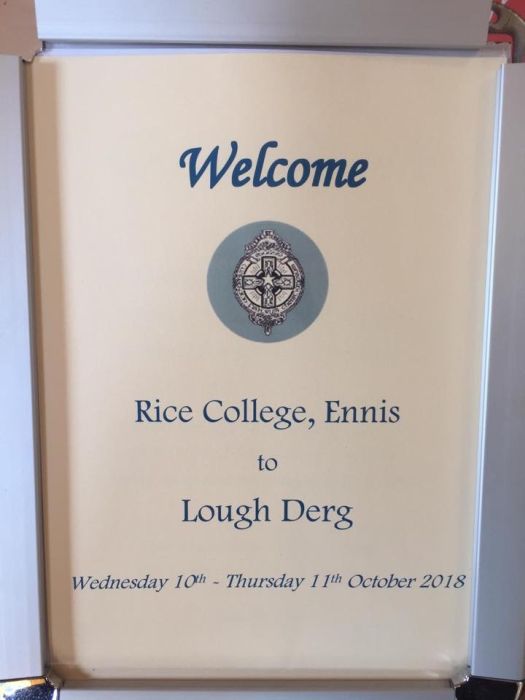 Welcome
Rice College, Ennis
to
Lough Derg
Wednesday 10th - Thursday 11th October 2018